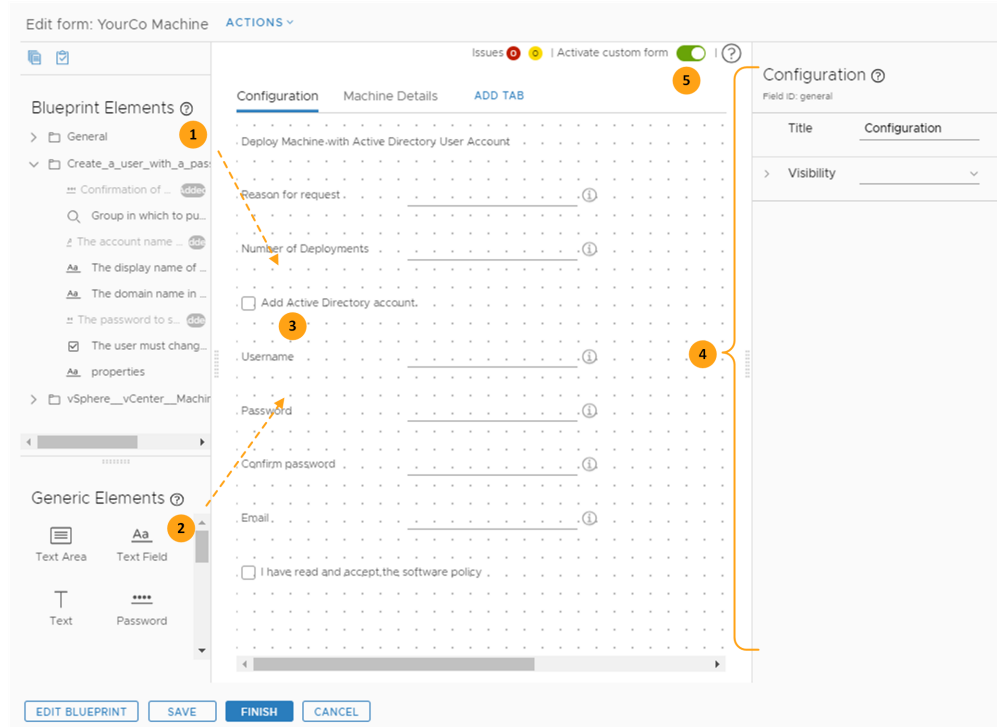 Edit form: YourCo Machine
ACTIONS
Issues 0 0 | Activate custom form | ?
5
Blueprint Elements ?
1
General
Create_a_user_with_a_pas
Confirmation of ...
Group in which to pu...
The account name ...
The display name of ...
The domain name in ...
The password to s...
The user must chang...
properties
vSphere__vCenter__Machin
Generic Elements ?
2
Text Area
Aa
Text Field
T
Text
Password
Configuration
Machine Details
ADD TAB
Deploy Machine with Active Directory User Account
Reason for request
Number of Deployments
Add Active Directory account.
3
Username
Password
Confirm password
Email
I have read and accept the software policy
4
Configuration ?
Field ID: general
Title
Configuration
Visibility
EDIT BLUEPRINT
SAVE
FINISH
CANCEL